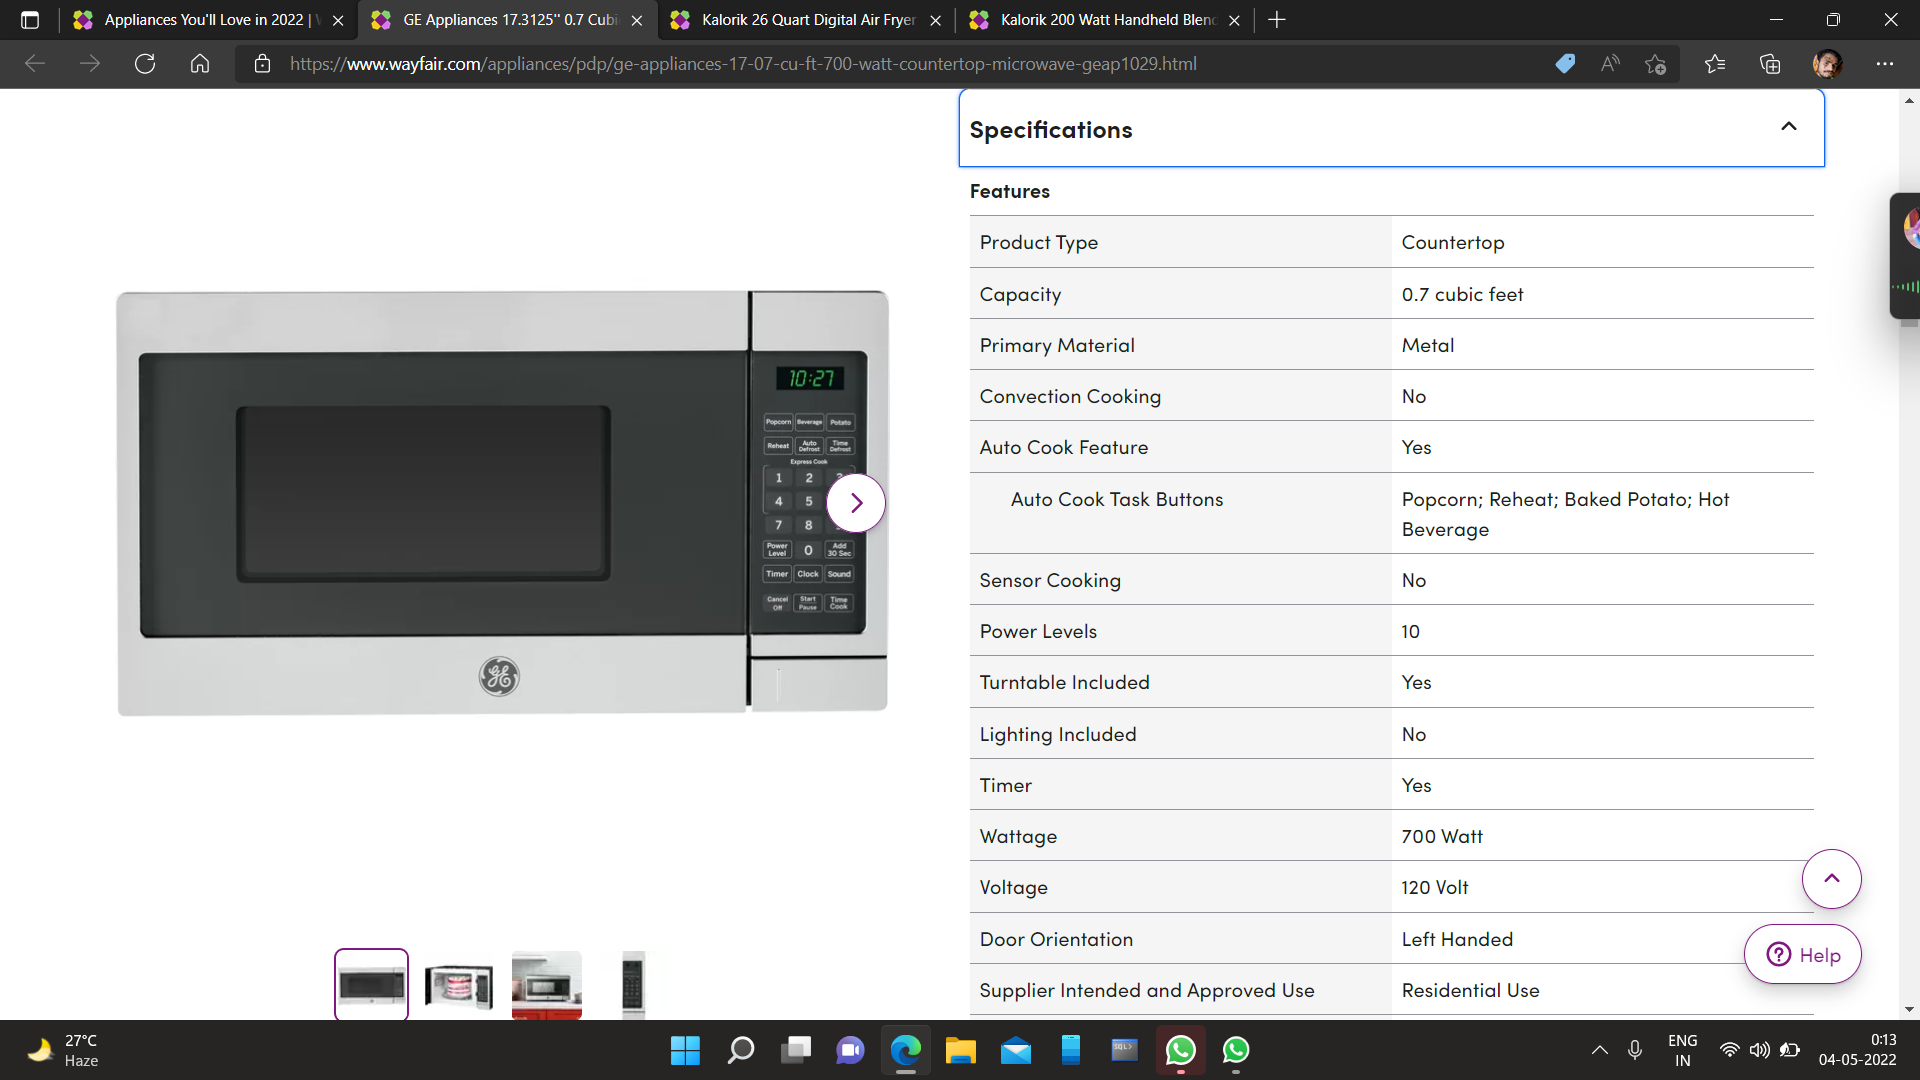 Appliances You'll Love in 2022 |
GE Appliances 17.3125'' 0.7 Cubi
Kalorik 26 Quart Digital Air Fryer
Kalorik 200 Watt Handheld Blend
https://www.wayfair.com/appliances/pdp/ge-appliances-17-07-cu-ft-700-watt-countertop-microwave-geap1029.html
Specifications
Features
Product Type Countertop
Capacity 0.7 cubic feet
Primary Material Metal
Convection Cooking No
Auto Cook Feature Yes
Auto Cook Task Buttons Popcorn; Reheat; Baked Potato; Hot
Beverage
Sensor Cooking No
Power Levels 10
Turntable Included Yes
Lighting Included No
Timer Yes
Wattage 700 Watt
Voltage 120 Volt
Door Orientation Left Handed
Supplier Intended and Approved Use Residential Use
10:27
Popcorn Beverage Potato
Reheat Auto Defrost Time Defrost
Express Cook
1 2
4 5
7 8
Power Level 0 Add 30 Sec
Timer Clock Sound
Cancel Off Start Pause Time Cook
GE
Help
27°C
Haze
SQL>
ENG
IN
0:13
04-05-2022